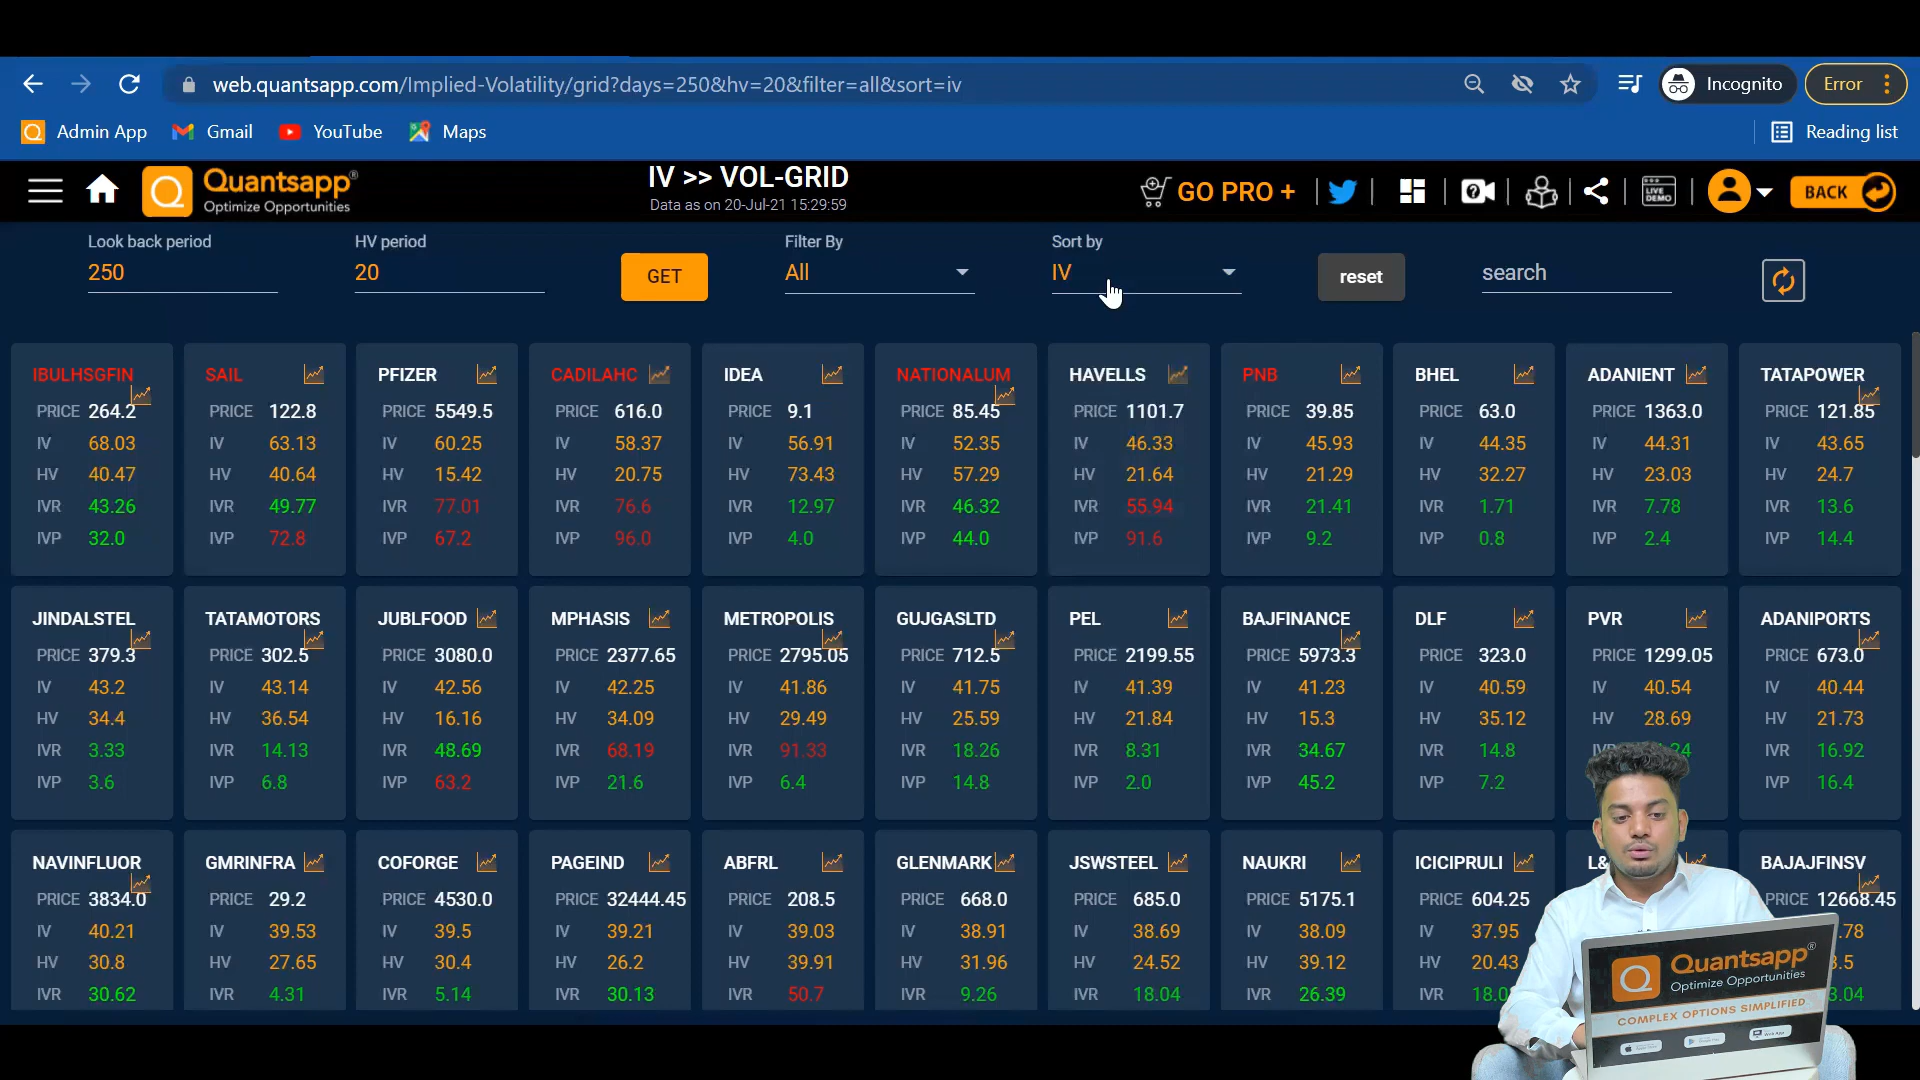 web.quantsapp.com/Implied-Volatility/grid?days=250&hv=20&filter=all&sort=iv
Incognito
Error
Admin App
Gmail
YouTube
Maps
Reading list
Quantsapp®
Optimize Opportunities
IV >> VOL-GRID
Data as on 20-Jul-21 15:29:59
GO PRO +
LIVE DEMO
BACK
Look back period
250
HV period
20
GET
Filter By
All
Sort by
IV
reset
search
IBULHSGFIN SAIL PFIZER CADILAHC IDEA NATIONALUM HAVELLS PNB BHEL ADANIENT TATAPOWER
PRICE 264.2 PRICE 122.8 PRICE 5549.5 PRICE 616.0 PRICE 9.1 PRICE 85.45 PRICE 1101.7 PRICE 39.85 PRICE 63.0 PRICE 1363.0 PRICE 121.85
IV 68.03 IV 63.13 IV 60.25 IV 58.37 IV 56.91 IV 52.35 IV 46.33 IV 45.93 IV 44.35 IV 44.31 IV 43.65
HV 40.47 HV 40.64 HV 15.42 HV 20.75 HV 73.43 HV 57.29 HV 21.64 HV 21.29 HV 32.27 HV 23.03 HV 24.7
IVR 43.26 IVR 49.77 IVR 77.01 IVR 76.6 IVR 12.97 IVR 46.32 IVR 55.94 IVR 21.41 IVR 1.71 IVR 7.78 IVR 13.6
IVP 32.0 IVP 72.8 IVP 67.2 IVP 96.0 IVP 4.0 IVP 44.0 IVP 91.6 IVP 9.2 IVP 0.8 IVP 2.4 IVP 14.4
JINDALSTEL TATAMOTORS JUBLFOOD MPHASIS METROPOLIS GUJGASLTD PEL BAJFINANCE DLF PVR ADANIPORTS
PRICE 379.3 PRICE 302.5 PRICE 3080.0 PRICE 2377.65 PRICE 2795.05 PRICE 712.5 PRICE 2199.55 PRICE 5973.3 PRICE 323.0 PRICE 1299.05 PRICE 673.0
IV 43.2 IV 43.14 IV 42.56 IV 42.25 IV 41.86 IV 41.75 IV 41.39 IV 41.23 IV 40.59 IV 40.54 IV 40.44
HV 34.4 HV 36.54 HV 16.16 HV 34.09 HV 29.49 HV 25.59 HV 21.84 HV 15.3 HV 35.12 HV 28.69 HV 21.73
IVR 3.33 IVR 14.13 IVR 48.69 IVR 68.19 IVR 91.33 IVR 18.26 IVR 8.31 IVR 34.67 IVR 14.8 IVR 16.92
IVP 3.6 IVP 6.8 IVP 63.2 IVP 21.6 IVP 6.4 IVP 14.8 IVP 2.0 IVP 45.2 IVP 7.2 IVP 16.4
NAVINFLUOR GMRINFRA COFORGE PAGEIND ABFRL GLENMARK JSWSTEEL NAUKRI ICICIPRULI BAJAJFINSV
PRICE 3834.0 PRICE 29.2 PRICE 4530.0 PRICE 32444.45 PRICE 208.5 PRICE 668.0 PRICE 685.0 PRICE 5175.1 PRICE 604.25 PRICE 12668.45
IV 40.21 IV 39.53 IV 39.5 IV 39.21 IV 39.03 IV 38.91 IV 38.69 IV 38.09 IV 37.95
HV 30.8 HV 27.65 HV 30.4 HV 26.2 HV 39.91 HV 31.96 HV 24.52 HV 39.12 HV 20.43
IVR 30.62 IVR 4.31 IVR 5.14 IVR 30.13 IVR 50.7 IVR 9.26 IVR 18.04 IVR 26.39 IVR
Quantsapp®
Optimize Opportunities
COMPLEX OPTIONS SIMPLIFIED